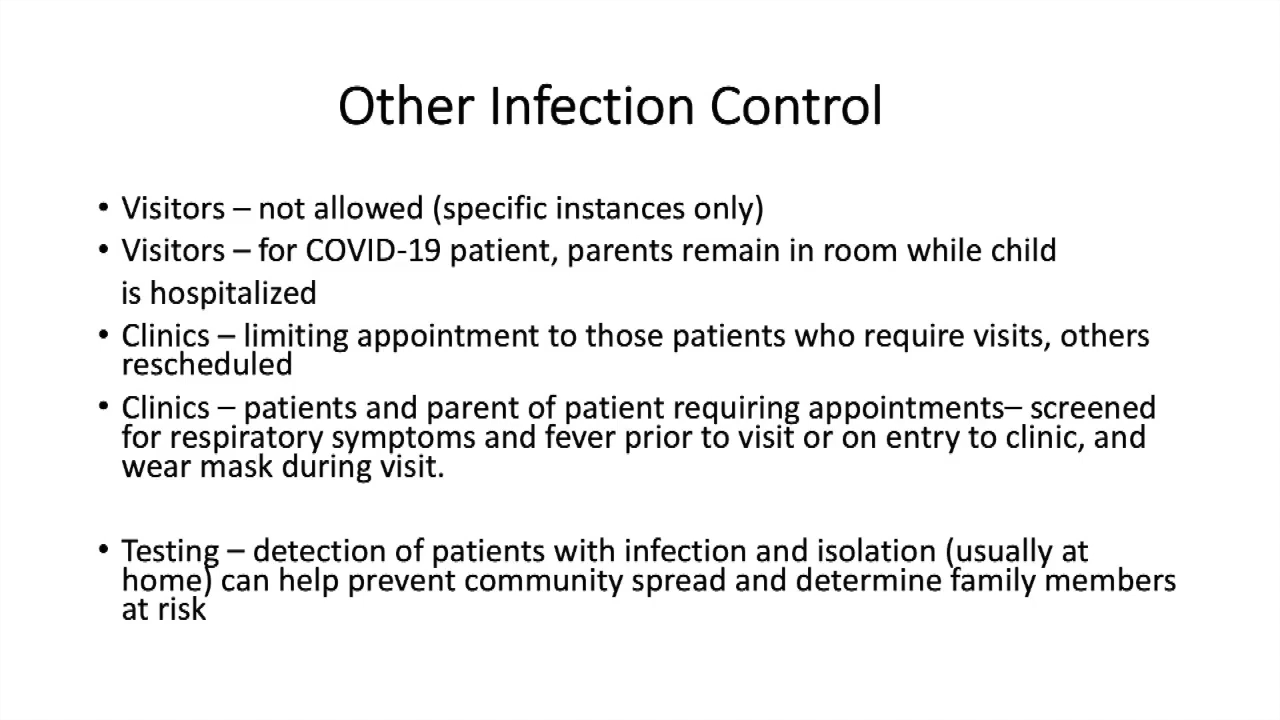 Other Infection Control
• Visitors – not allowed (specific instances only)
• Visitors – for COVID-19 patient, parents remain in room while child
is hospitalized
• Clinics – limiting appointment to those patients who require visits, others
rescheduled
• Clinics – patients and parent of patient requiring appointments– screened
for respiratory symptoms and fever prior to visit or on entry to clinic, and
wear mask during visit.
• Testing – detection of patients with infection and isolation (usually at
home) can help prevent community spread and determine family members
at risk